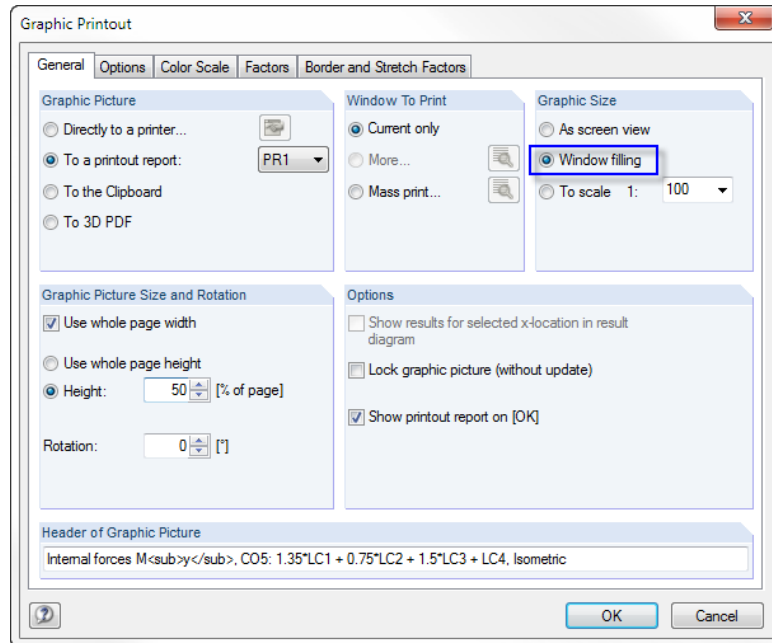 Graphic Printout
General Options Color Scale Factors Border and Stretch Factors
Graphic Picture
Directly to a printer...
To a printout report: PR1
To the Clipboard
To 3D PDF
Window To Print
Current only
More...
Mass print...
Graphic Size
As screen view
Window filling
To scale 1: 100
Graphic Picture Size and Rotation
Use whole page width
Use whole page height
Height: 50 [% of page]
Rotation: 0 [°]
Options
Show results for selected x-location in result
diagram
Lock graphic picture (without update)
Show printout report on [OK]
Header of Graphic Picture
Internal forces M<sub>y</sub>, CO5: 1.35*LC1 + 0.75*LC2 + 1.5*LC3 + LC4, Isometric
OK Cancel